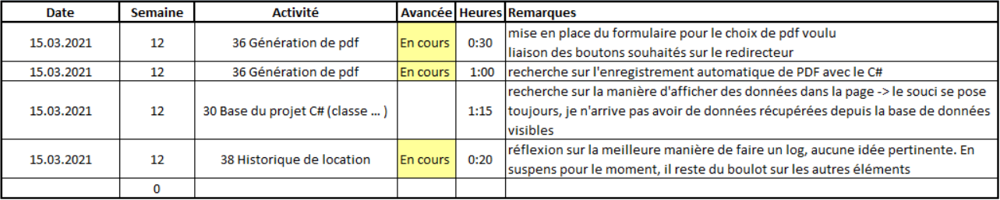 Date Semaine Activité Avancée Heures Remarques
15.03.2021 12 36 Génération de pdf En cours 0:30 mise en place du formulaire pour le choix de pdf voulu
liaison des boutons souhaités sur le redirecteur
15.03.2021 12 36 Génération de pdf En cours 1:00 recherche sur l'enregistrement automatique de PDF avec le C#
15.03.2021 12 30 Base du projet C# (classe ... ) 1:15 recherche sur la manière d'afficher des données dans la page -> le souci se pose
toujours, je n'arrive pas avoir de données récupérées depuis la base de données
visibles
15.03.2021 12 38 Historique de location En cours 0:20 réflexion sur la meilleure manière de faire un log, aucune idée pertinente. En
suspens pour le moment, il reste du boulot sur les autres éléments
0